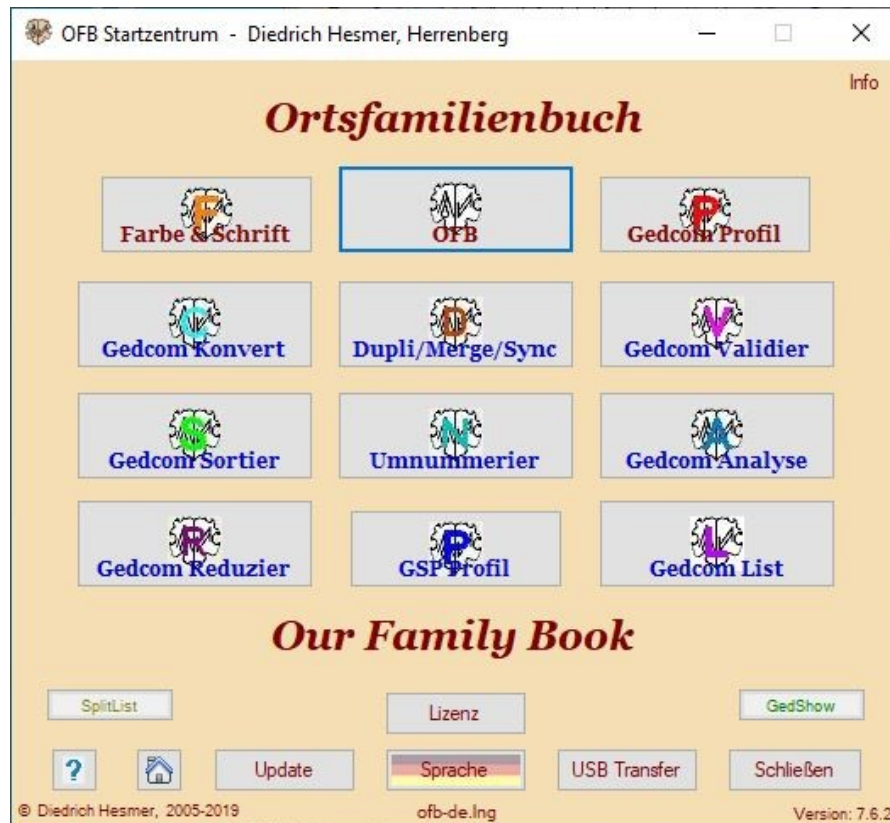 OFB Startzentrum - Diedrich Hesmer, Herrenberg
Info
Ortsfamilienbuch
Farbe & Schrift
OFB
Gedcom Profil
Gedcom Konvert
Dupli/Merge/Sync
Gedcom Validier
Gedcom Sortier
Umnummerier
Gedcom Analyse
Gedcom Reduzier
GSP Profil
Gedcom List
Our Family Book
SplitList
Lizenz
GedShow
?
Update
Sprache
USB Transfer
Schließen
© Diedrich Hesmer, 2005-2019
ofb-de.lng
Version: 7.6.2